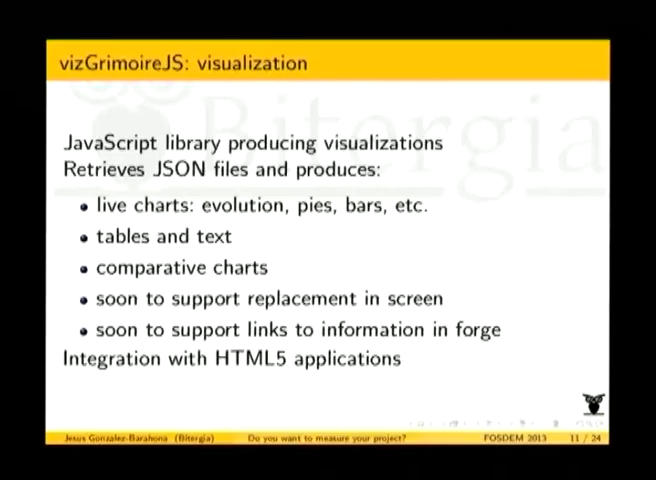 vizGrimoireJS: visualization
Bitergia
JavaScript library producing visualizations
Retrieves JSON files and produces:
live charts: evolution, pies, bars, etc.
tables and text
comparative charts
soon to support replacement in screen
soon to support links to information in forge
Integration with HTML5 applications
Jesus Gonzalez-Barahona (Bitergia) Do you want to measure your project? FOSDEM 2013 11 / 24